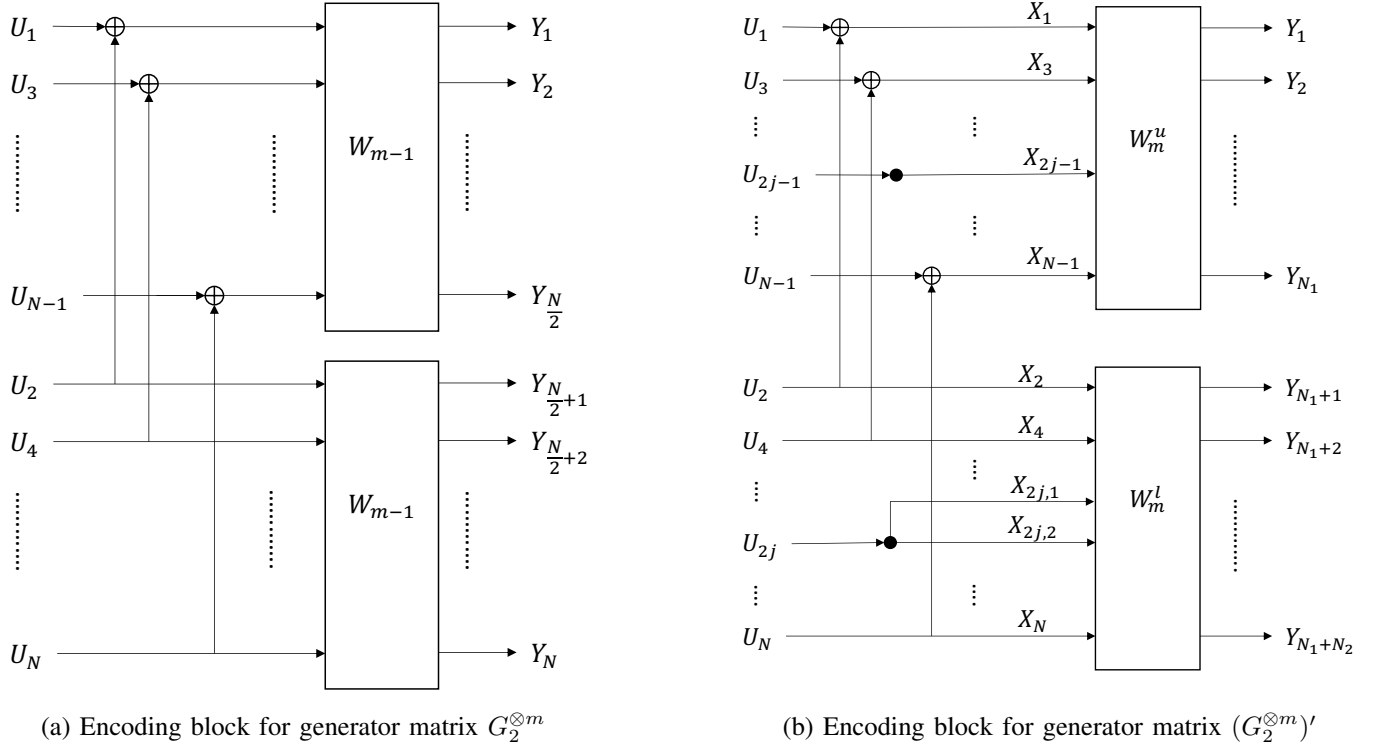 U_1
Y_1
U_3
Y_2
W_{m-1}
U_{N-1}
Y_{\frac{N}{2}}
U_2
Y_{\frac{N}{2}+1}
U_4
Y_{\frac{N}{2}+2}
W_{m-1}
U_N
Y_N
(a) Encoding block for generator matrix G_2^{⊗m}
U_1
X_1
Y_1
U_3
X_3
Y_2
W_m^u
U_{2j-1}
X_{2j-1}
U_{N-1}
X_{N-1}
Y_{N_1}
U_2
X_2
Y_{N_1+1}
U_4
X_4
Y_{N_1+2}
X_{2j,1}
W_m^l
U_{2j}
X_{2j,2}
U_N
X_N
Y_{N_1+N_2}
(b) Encoding block for generator matrix (G_2^{⊗m})′